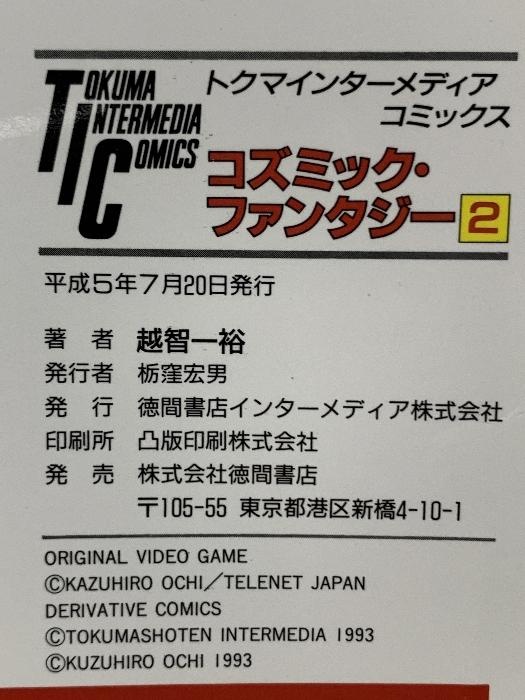 TOKUMA
INTERMEDIA
COMICS
トクマインターメディア
コミックス
コズミック・
ファンタジー2
平成5年7月20日発行
著者 越智一裕
発行者 栃窪宏男
発行 徳間書店インターメディア株式会社
印刷所 凸版印刷株式会社
発売 株式会社徳間書店
〒105-55 東京都港区新橋4-10-1
ORIGINAL VIDEO GAME
ⒸKAZUHIRO OCHI／TELENET JAPAN
DERIVATIVE COMICS
ⒸTOKUMASHOTEN INTERMEDIA 1993
ⒸKUZUHIRO OCHI 1993